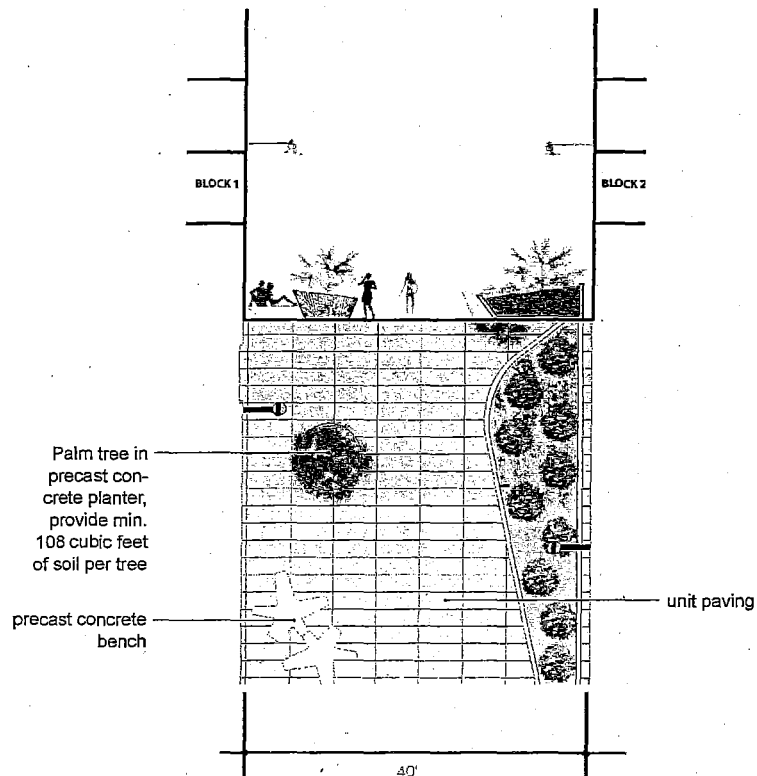 BLOCK 1
BLOCK 2
Palm tree in
precast con-
crete planter,
provide min.
108 cubic feet
of soil per tree
precast concrete
bench
unit paving
40'